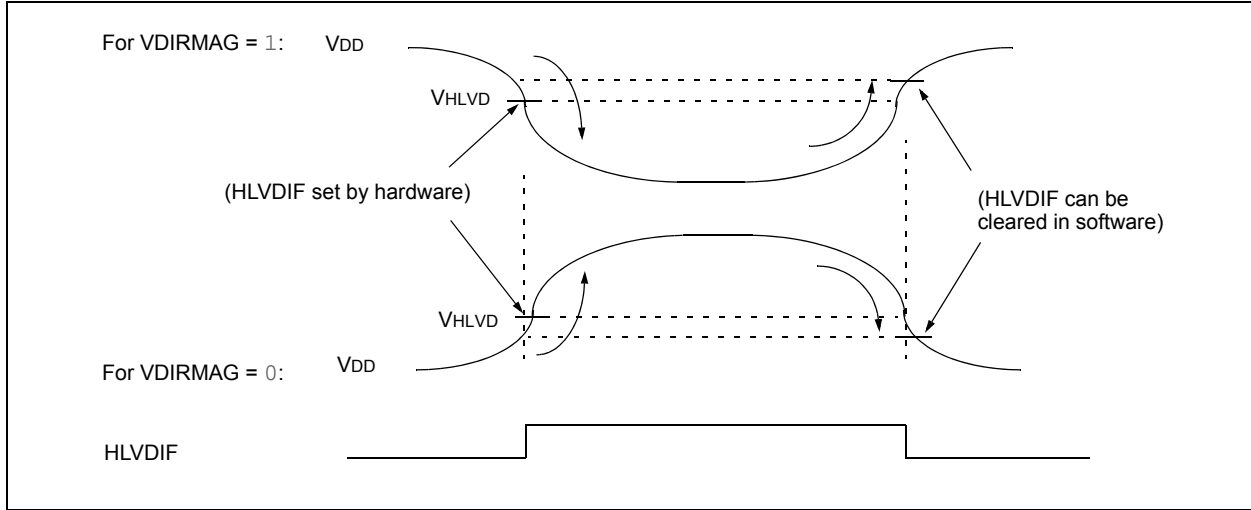 For VDIRMAG = 1: VDD
VHLVD
(HLVDIF set by hardware)
(HLVDIF can be
cleared in software)
VHLVD
For VDIRMAG = 0: VDD
HLVDIF